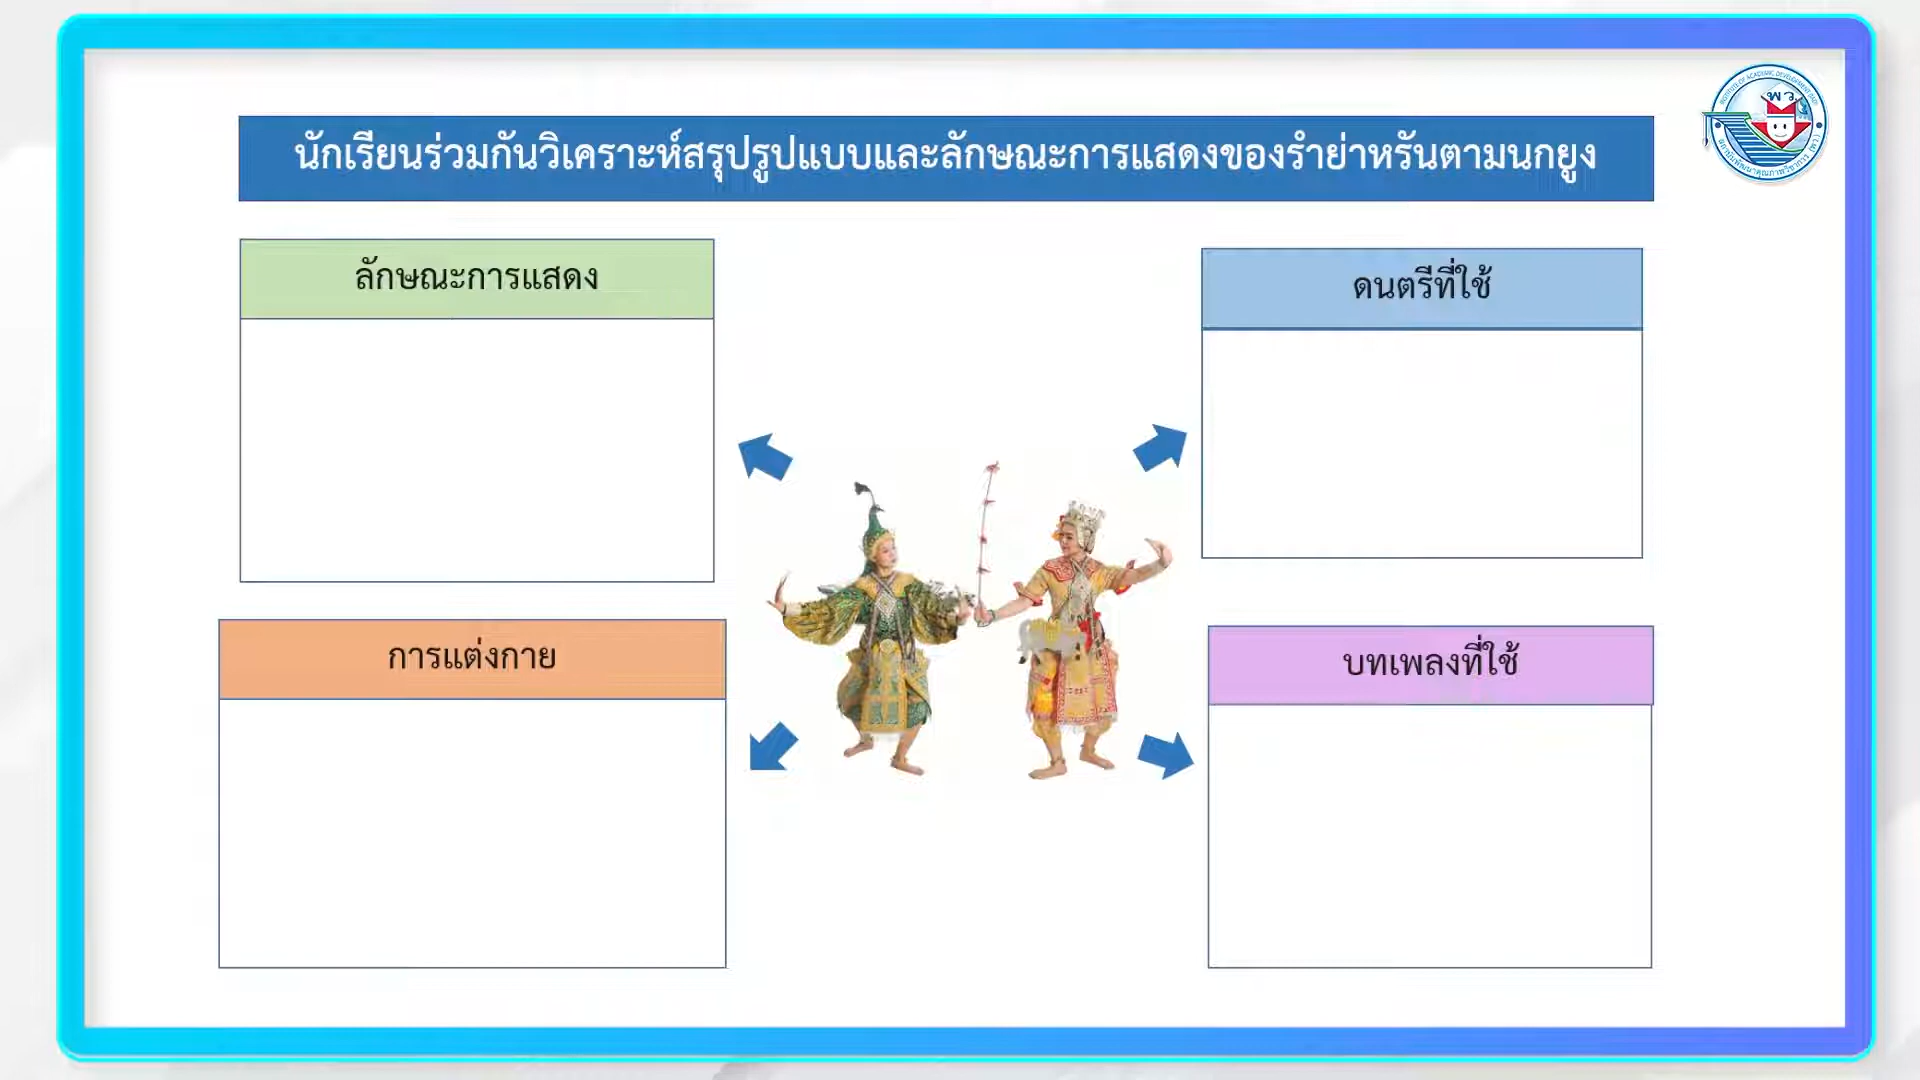 นักเรียนร่วมกันวิเคราะห์สรุปรูปแบบและลักษณะการแสดงของรำย่าหรันตามนกยูง
พว
ลักษณะการแสดง
ดนตรีที่ใช้
การแต่งกาย
บทเพลงที่ใช้